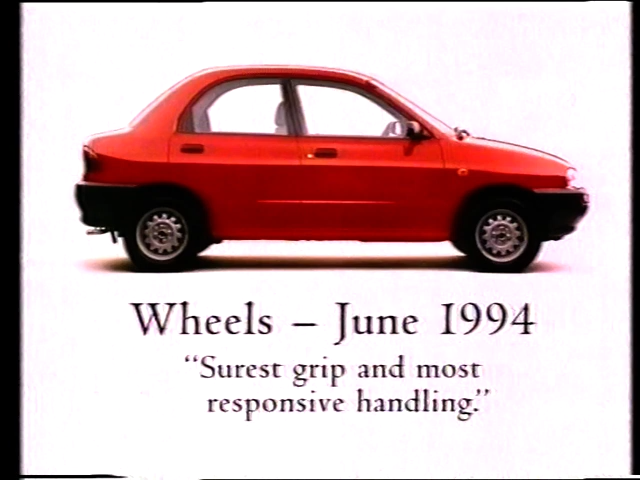 Wheels – June 1994
“Surest grip and most
responsive handling.”